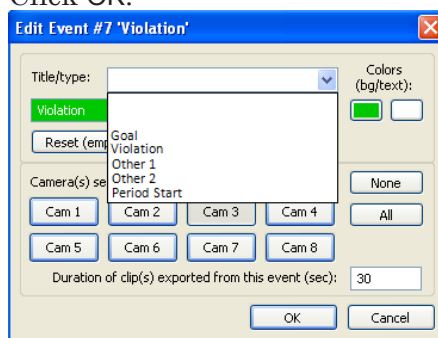 Click OK.
Edit Event #7 'Violation'
Title/type:
Colors
(bg/text):
Violation
Reset (em
Goal
Violation
Other 1
Other 2
Period Start
Camera(s) se
None
Cam 1 Cam 2 Cam 3 Cam 4 All
Cam 5 Cam 6 Cam 7 Cam 8
Duration of clip(s) exported from this event (sec): 30
OK Cancel